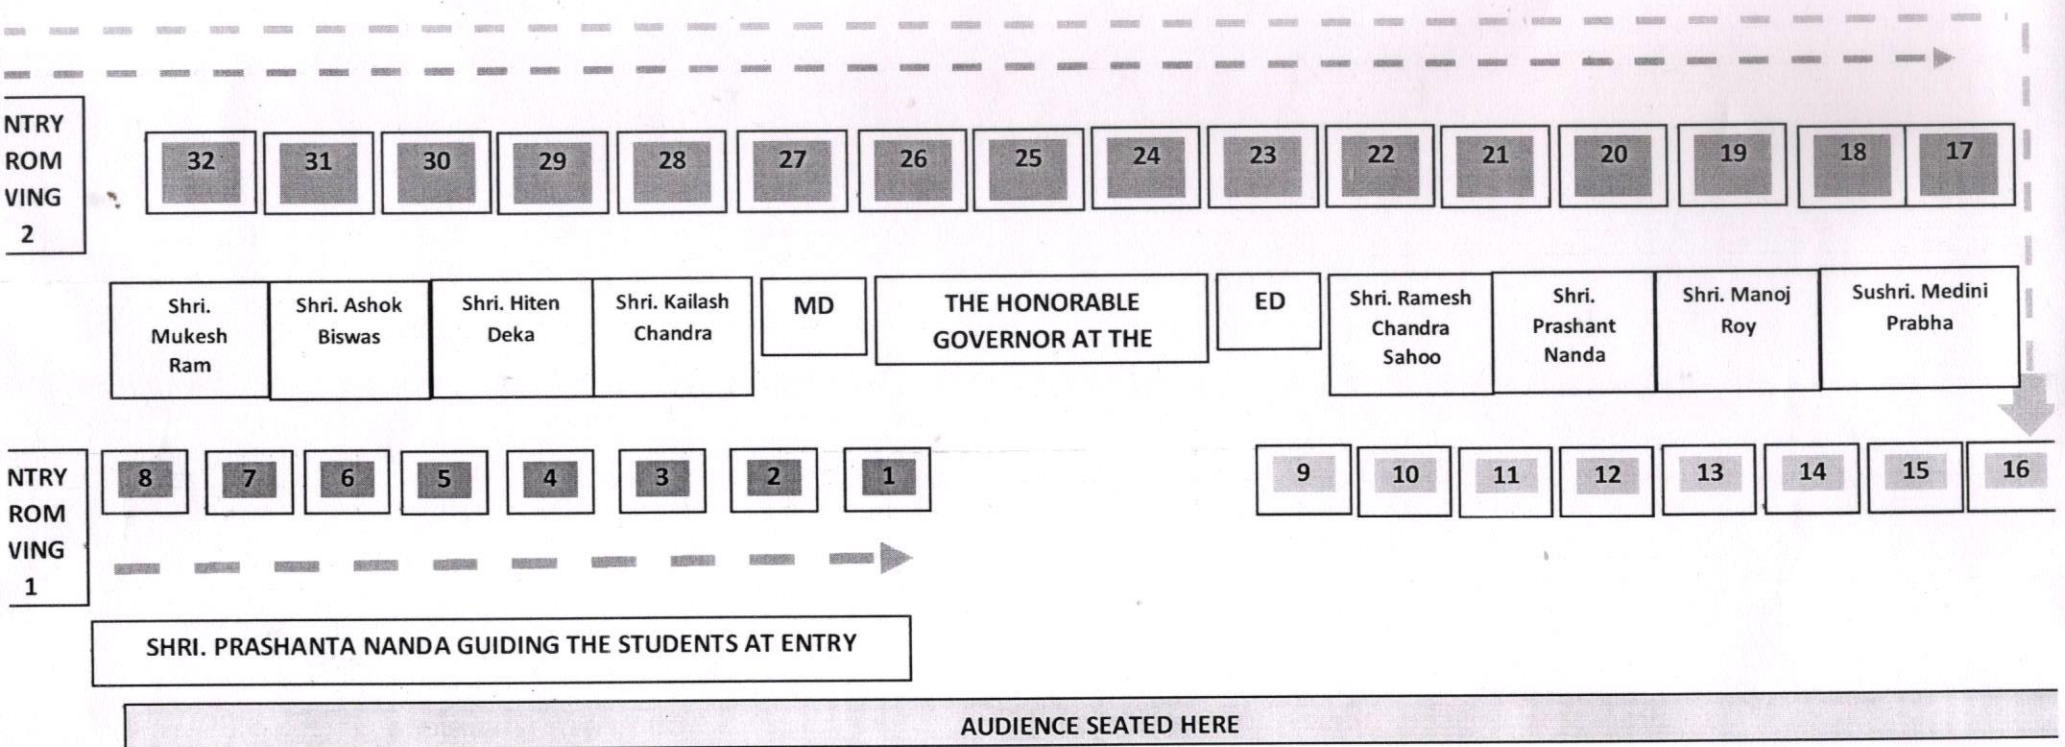 NTRY
ROM
VING
2
32 31 30 29 28 27 26 25 24 23 22 21 20 19 18 17
Shri.
Mukesh
Ram
Shri. Ashok
Biswas
Shri. Hiten
Deka
Shri. Kailash
Chandra
MD
THE HONORABLE
GOVERNOR AT THE
ED
Shri. Ramesh
Chandra
Sahoo
Shri.
Prashant
Nanda
Shri. Manoj
Roy
Sushri. Medini
Prabha
NTRY
ROM
VING
1
8 7 6 5 4 3 2 1 9 10 11 12 13 14 15 16
SHRI. PRASHANTA NANDA GUIDING THE STUDENTS AT ENTRY
AUDIENCE SEATED HERE